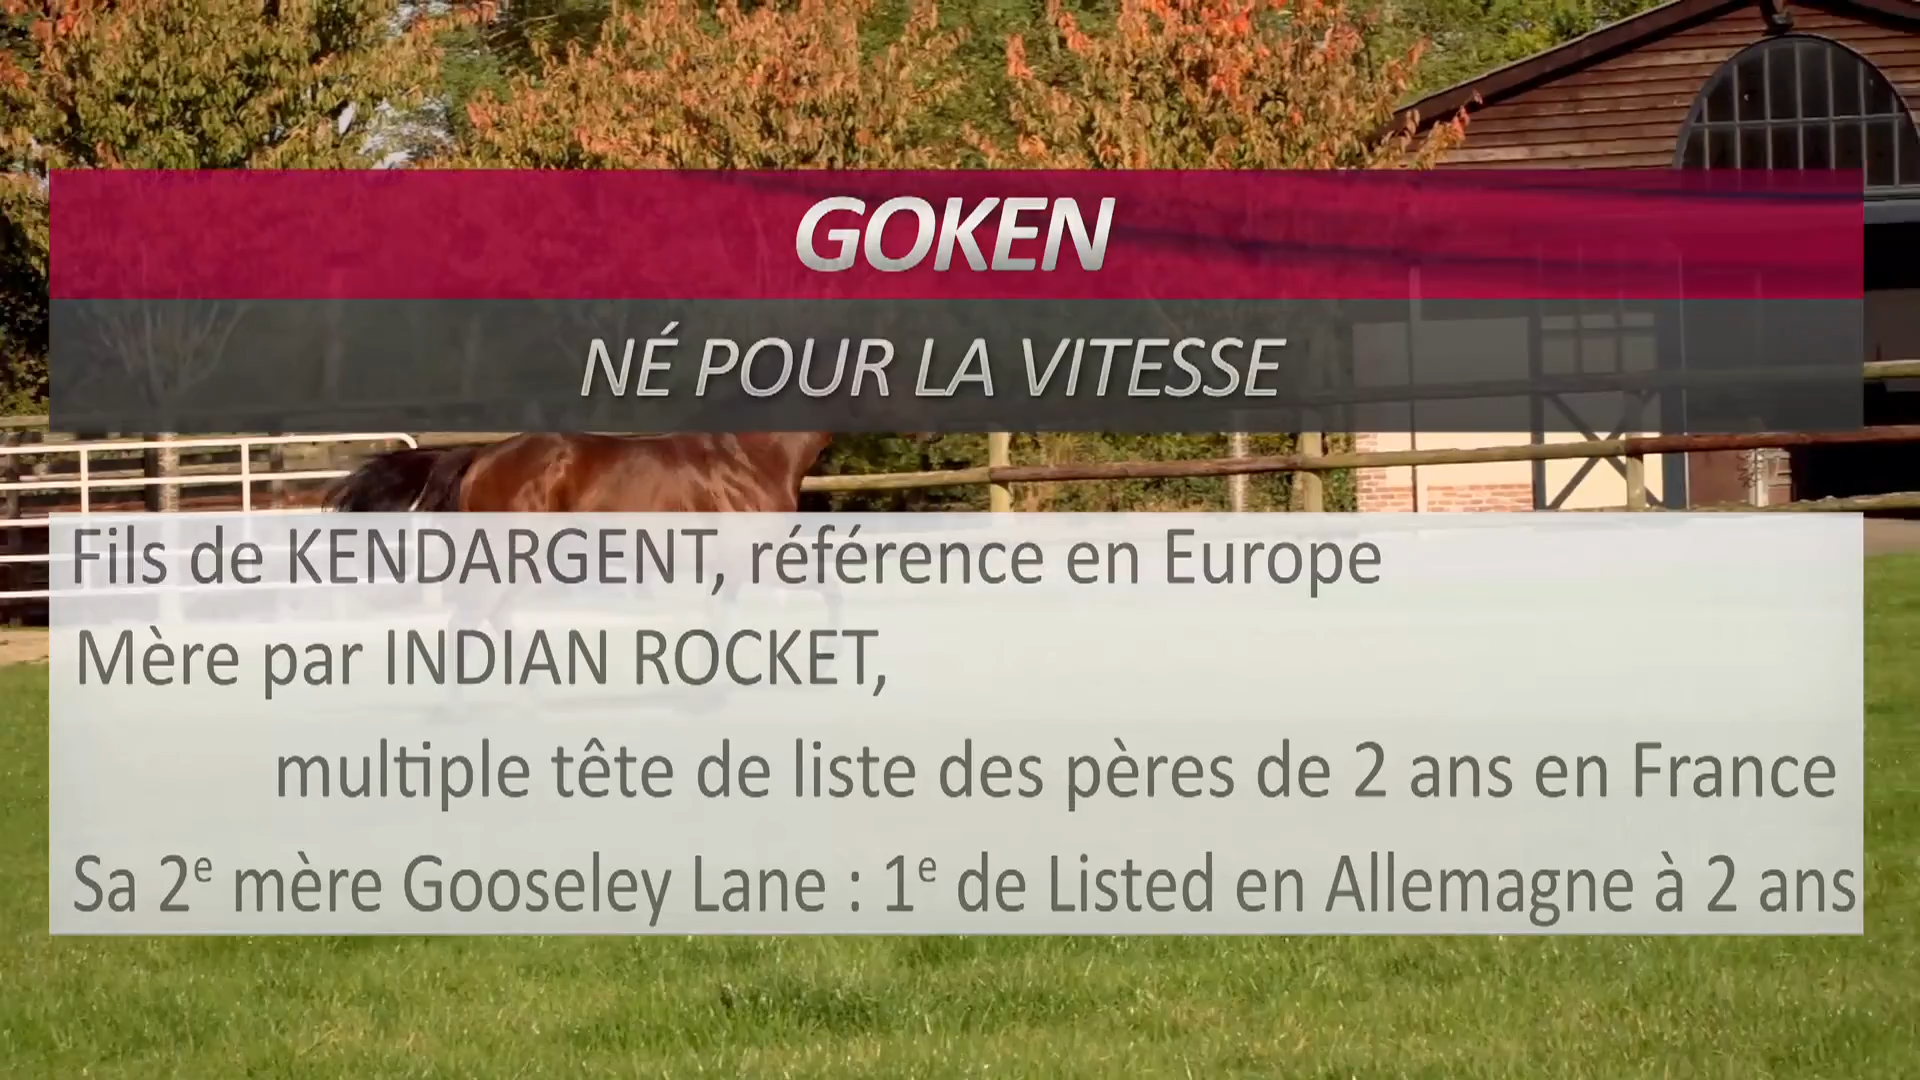 GOKEN
NÉ POUR LA VITESSE
Fils de KENDARGENT, référence en Europe
Mère par INDIAN ROCKET,
multiple tête de liste des pères de 2 ans en France
Sa 2e mère Gooseley Lane : 1e de Listed en Allemagne à 2 ans